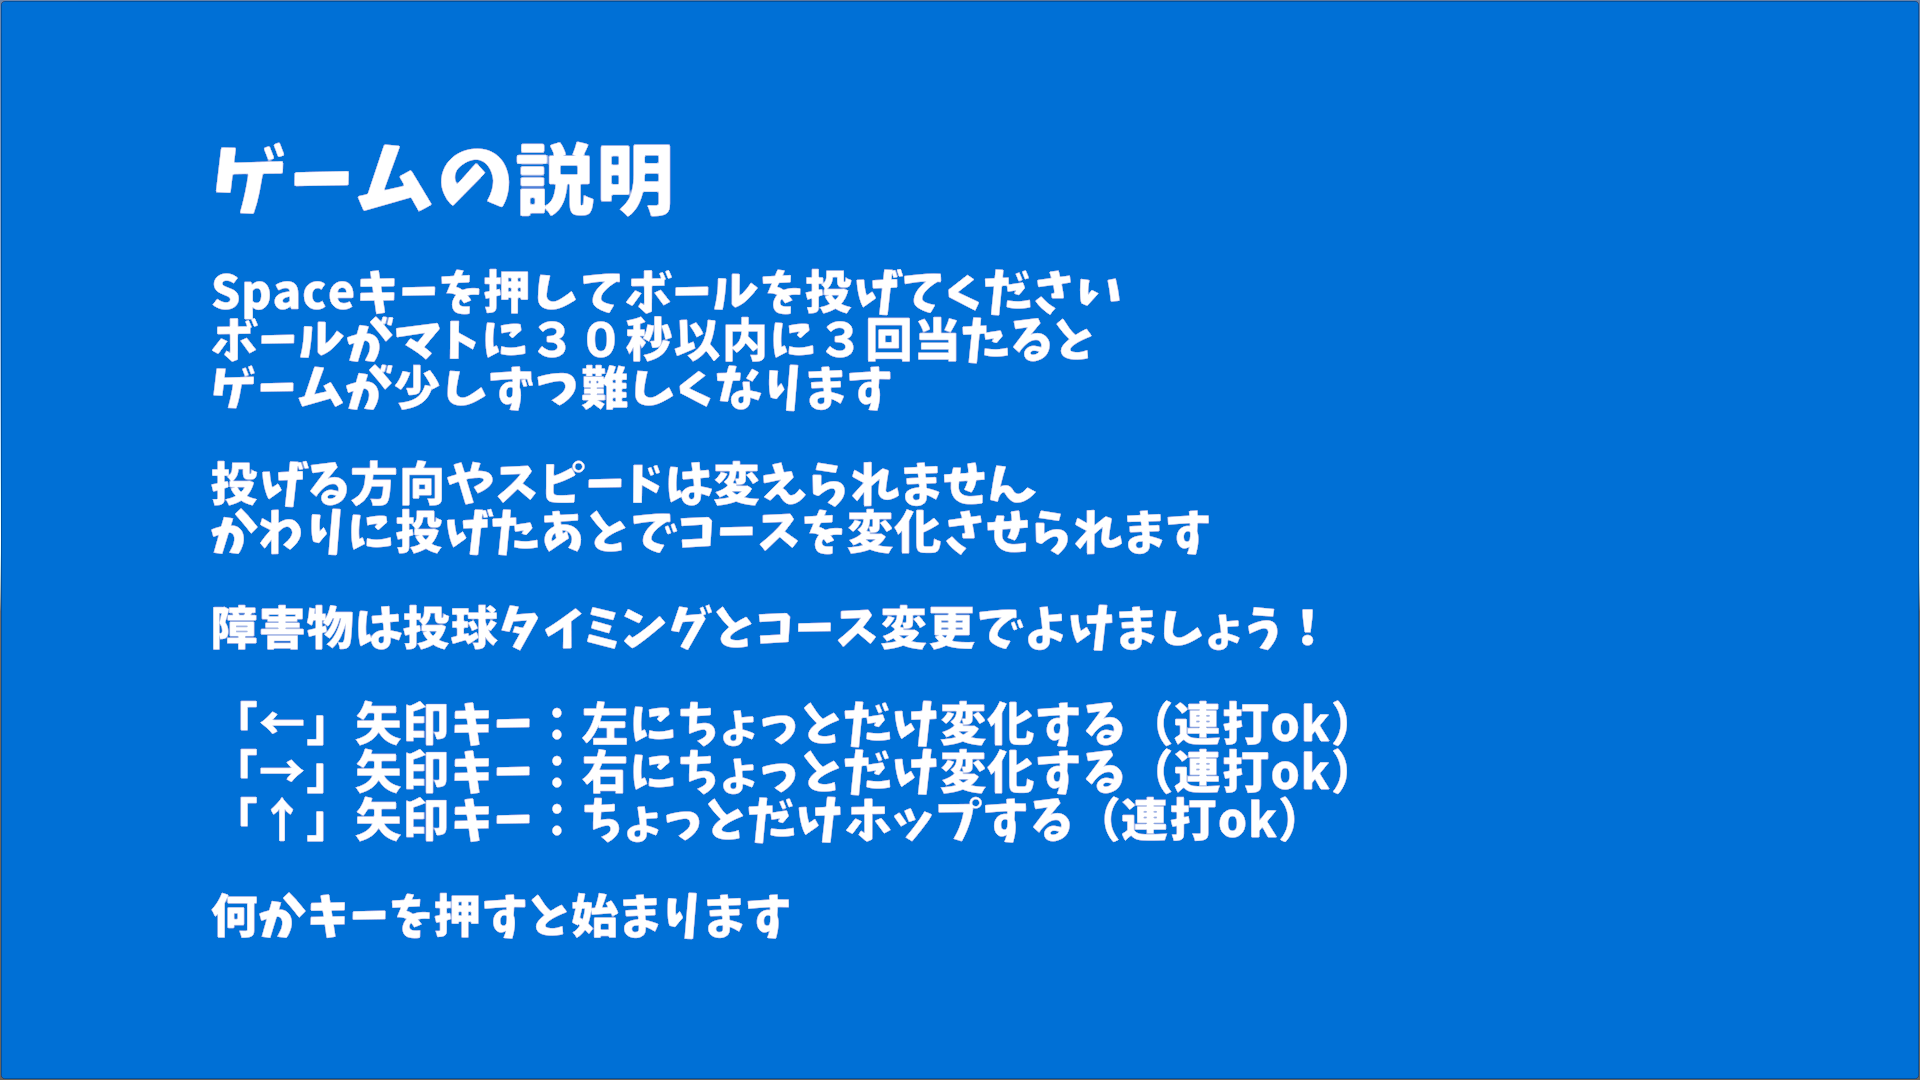 ゲームの説明
Spaceキーを押してボールを投げてください
ボールがマトに３０秒以内に３回当たると
ゲームが少しずつ難しくなります
投げる方向やスピードは変えられません
かわりに投げたあとでコースを変化させられます
障害物は投球タイミングとコース変更でよけましょう！
「←」矢印キー：左にちょっとだけ変化する（連打ok）
「→」矢印キー：右にちょっとだけ変化する（連打ok）
「↑」矢印キー：ちょっとだけホップする（連打ok）
何かキーを押すと始まります